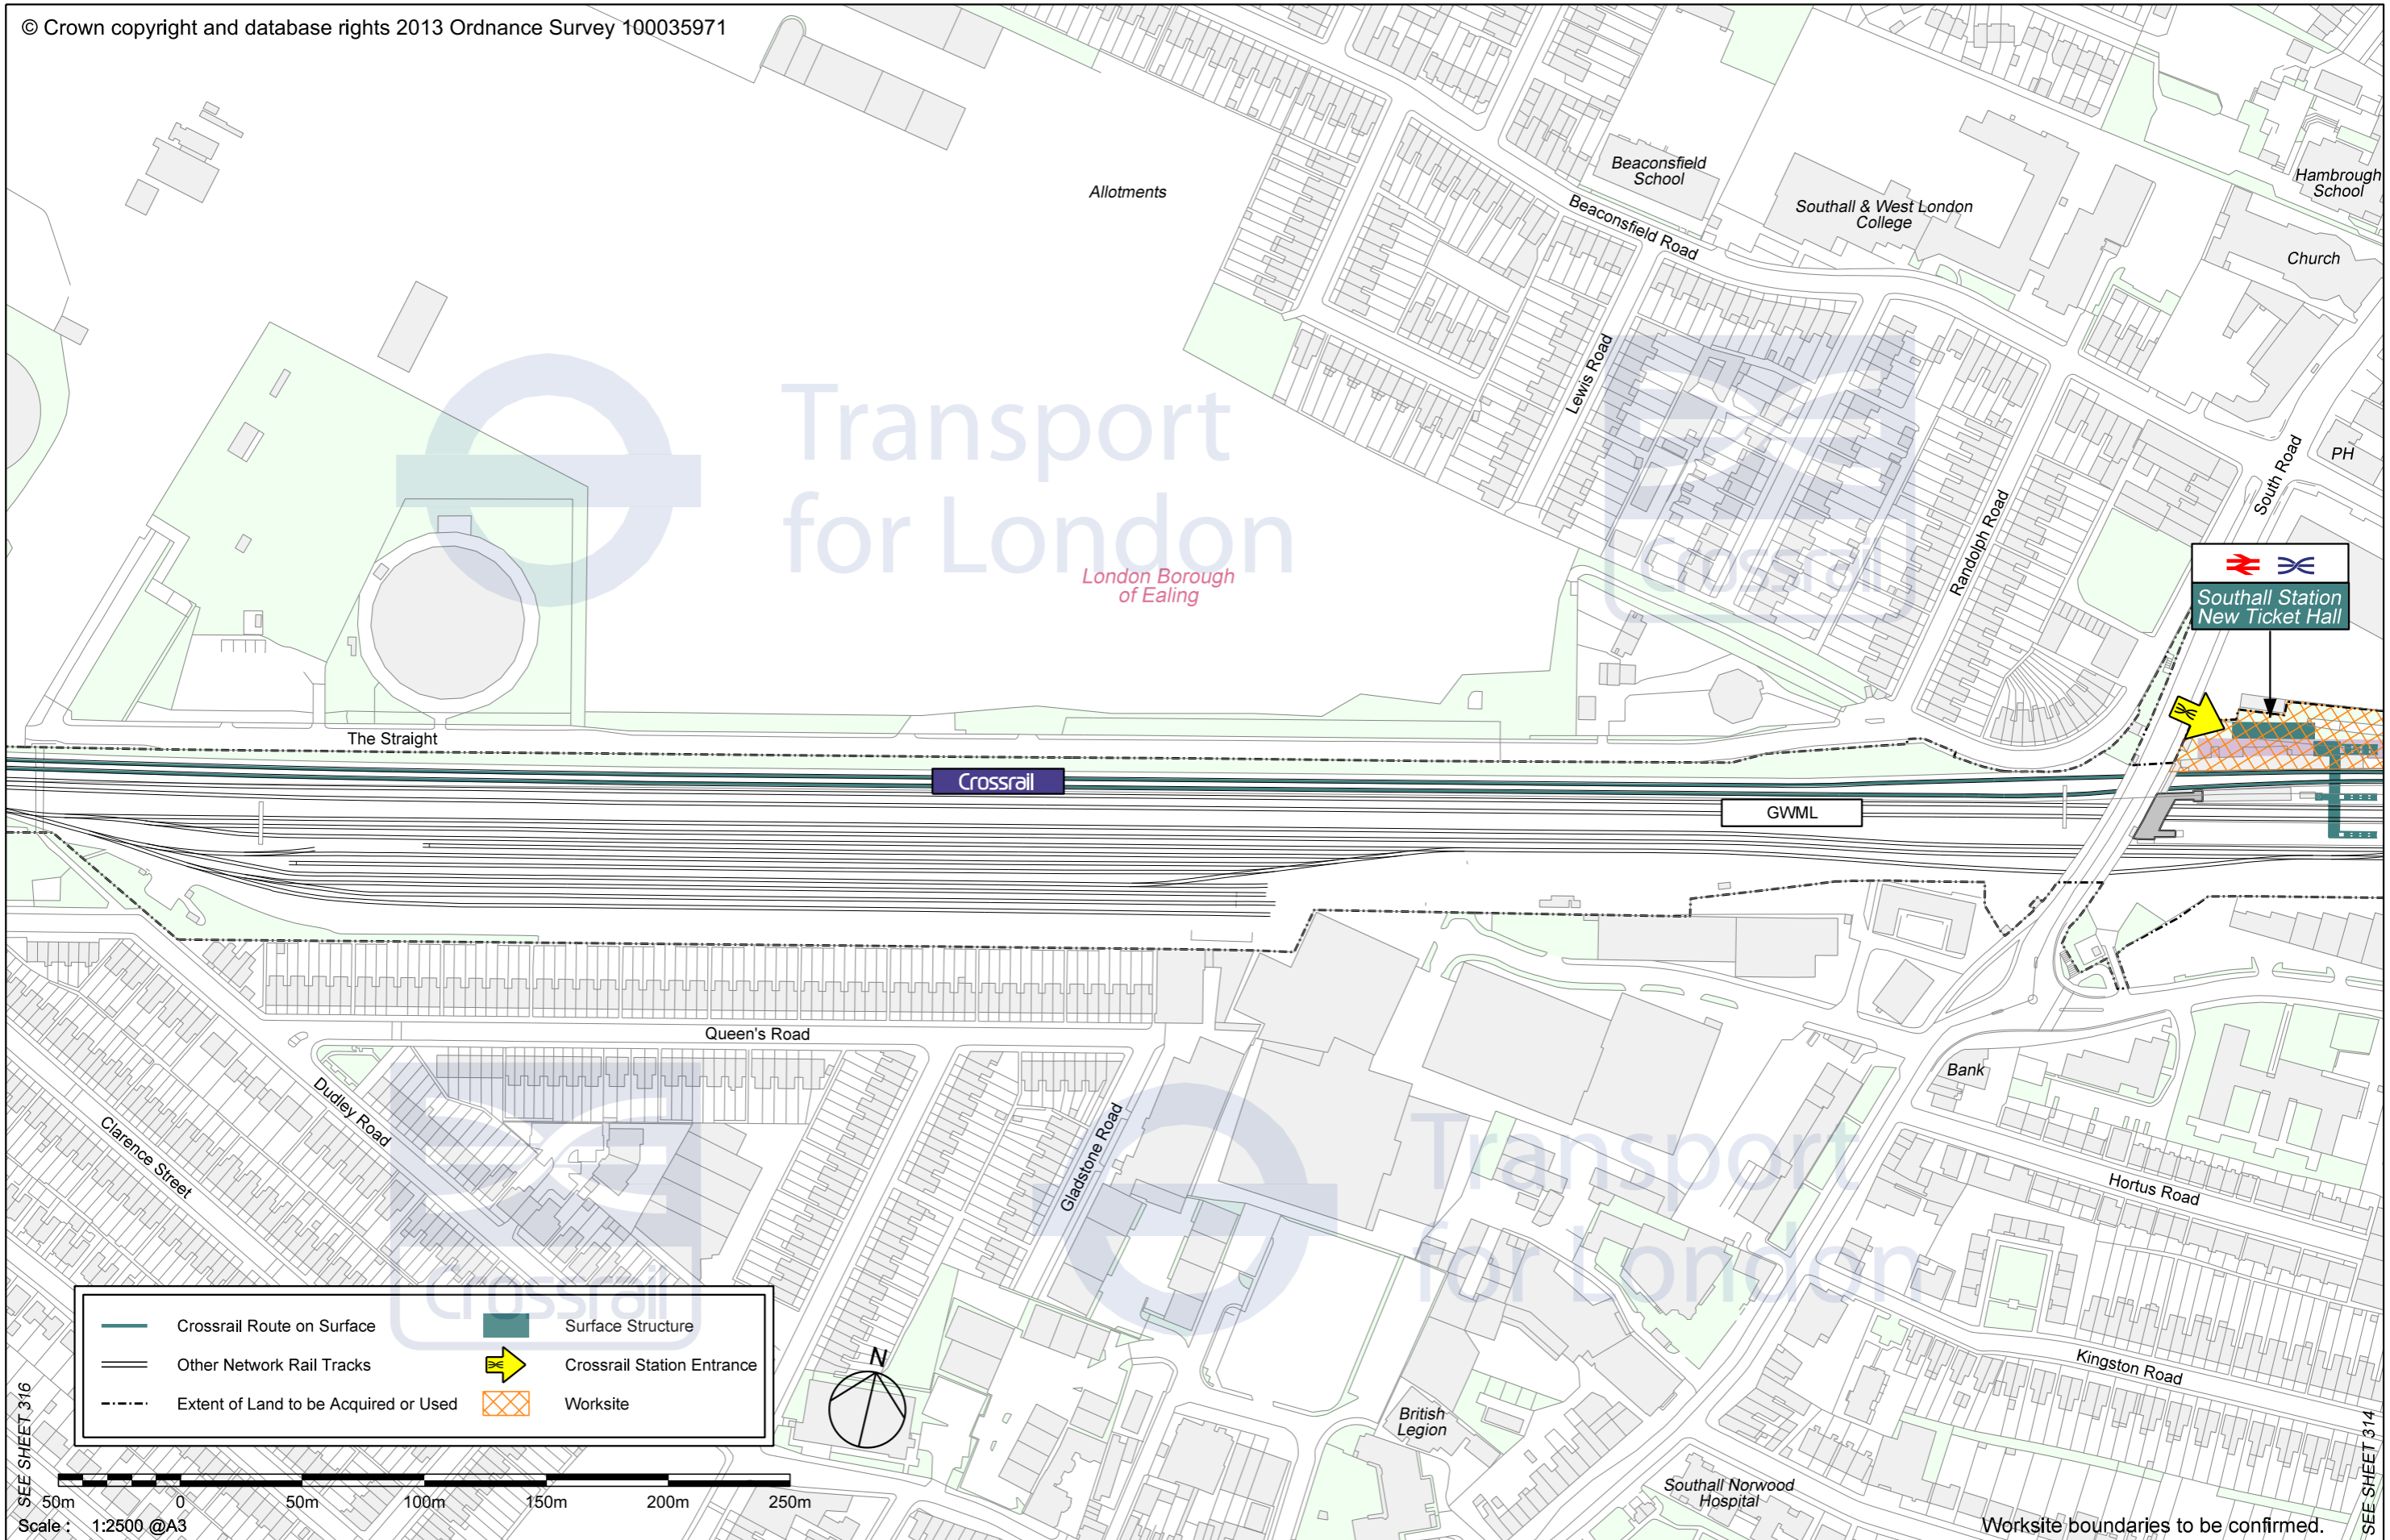 © Crown copyright and database rights 2013 Ordnance Survey 100035971
Allotments
Beaconsfield
School
Beaconsfield Road
Southall & West London
College
Hambrough
School
Church
Transport
for London
London Borough
of Ealing
Lewis Road
Crossrail
Randolph Road
South Road
PH
Southall Station
New Ticket Hall
The Straight
Crossrail
GWML
Queen's Road
Dudley Road
Clarence Street
Gladstone Road
Bank
Transport
for London
Hortus Road
Kingston Road
British
Legion
Southall Norwood
Hospital
Crossrail
Crossrail Route on Surface
Surface Structure
Other Network Rail Tracks
Crossrail Station Entrance
Extent of Land to be Acquired or Used
Worksite
N
SEE SHEET 316
SEE SHEET 314
50m 0 50m 100m 150m 200m 250m
Scale : 1:2500 @A3
Worksite boundaries to be confirmed.